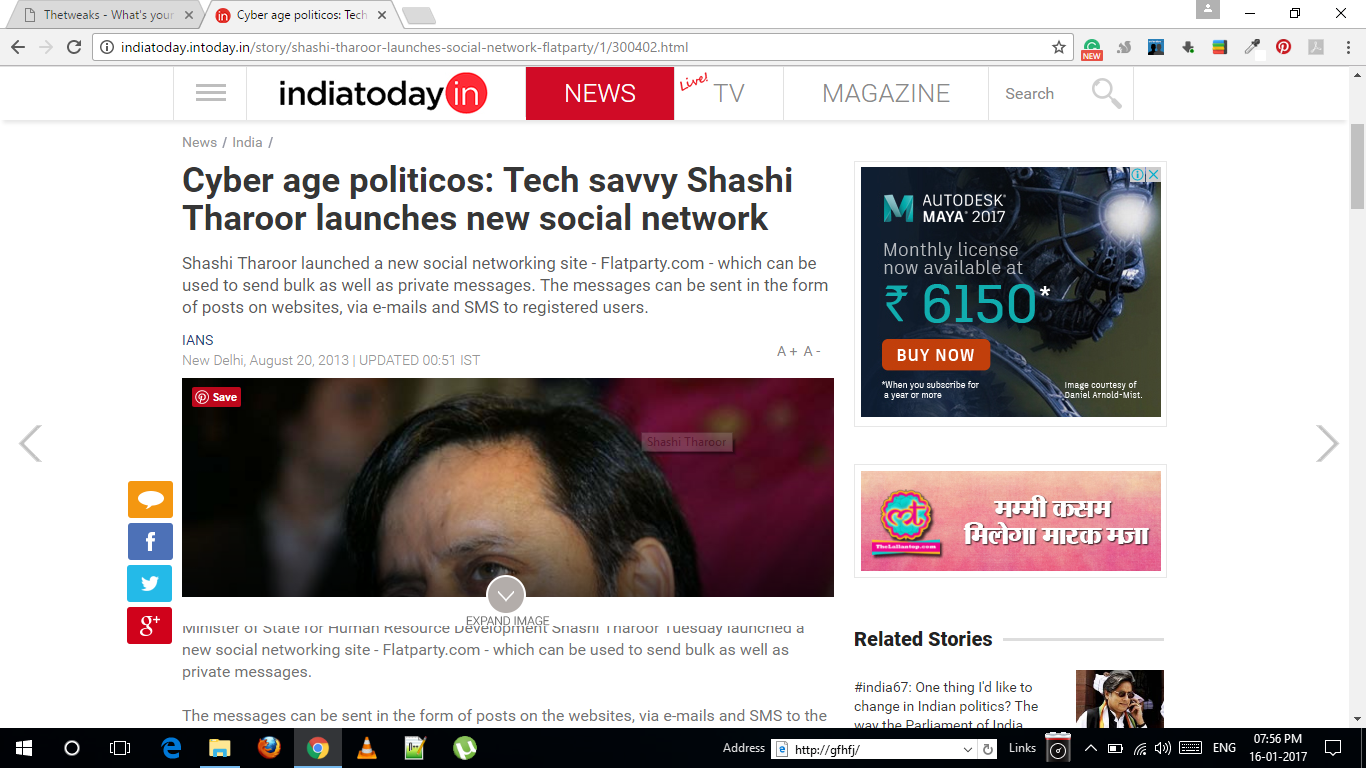 Thetweaks - What's your
Cyber age politicos: Tech
indiatoday.intoday.in/story/shashi-tharoor-launches-social-network-flatparty/1/300402.html
NEW
indiatoday in
NEWS
Live! TV
MAGAZINE
Search
News / India /
Cyber age politicos: Tech savvy Shashi
Tharoor launches new social network
Shashi Tharoor launched a new social networking site - Flatparty.com - which can be
used to send bulk as well as private messages. The messages can be sent in the form
of posts on websites, via e-mails and SMS to registered users.
IANS
New Delhi, August 20, 2013 | UPDATED 00:51 IST
A + A -
Save
Shashi Tharoor
EXPAND IMAGE
Minister of State for Human Resource Development Shashi Tharoor Tuesday launched a
new social networking site - Flatparty.com - which can be used to send bulk as well as
private messages.
The messages can be sent in the form of posts on the websites, via e-mails and SMS to the
AUTODESK®
MAYA® 2017
Monthly license
now available at
₹ 6150*
BUY NOW
*When you subscribe for
a year or more
Image courtesy of
Daniel Arnold-Mist.
TheLallantop.com
मम्मी कसम
मिलेगा मारक मजा
Related Stories
#india67: One thing I'd like to
change in Indian politics? The
way the Parliament of India
f
g+
Address
http://gfhfj/
Links
ENG
07:56 PM
16-01-2017